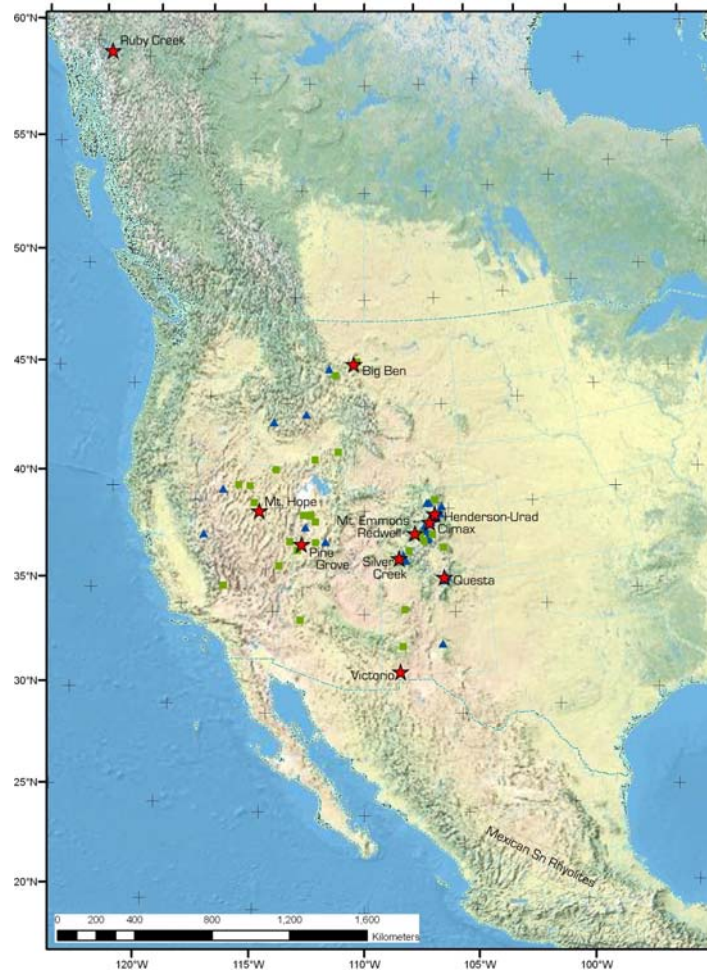 60°N
Ruby Creek
55°N
50°N
45°N
Big Ben
40°N
Mt. Hope
Henderson-Urad
Mt. Emmons
Redwell
Climax
Pine
Grove
Silver
Creek
35°N
Questa
Victorio
30°N
25°N
Mexican Sn Rhyolites
20°N
0 200 400 800 1,200 1,600
Kilometers
120°W 115°W 110°W 105°W 100°W